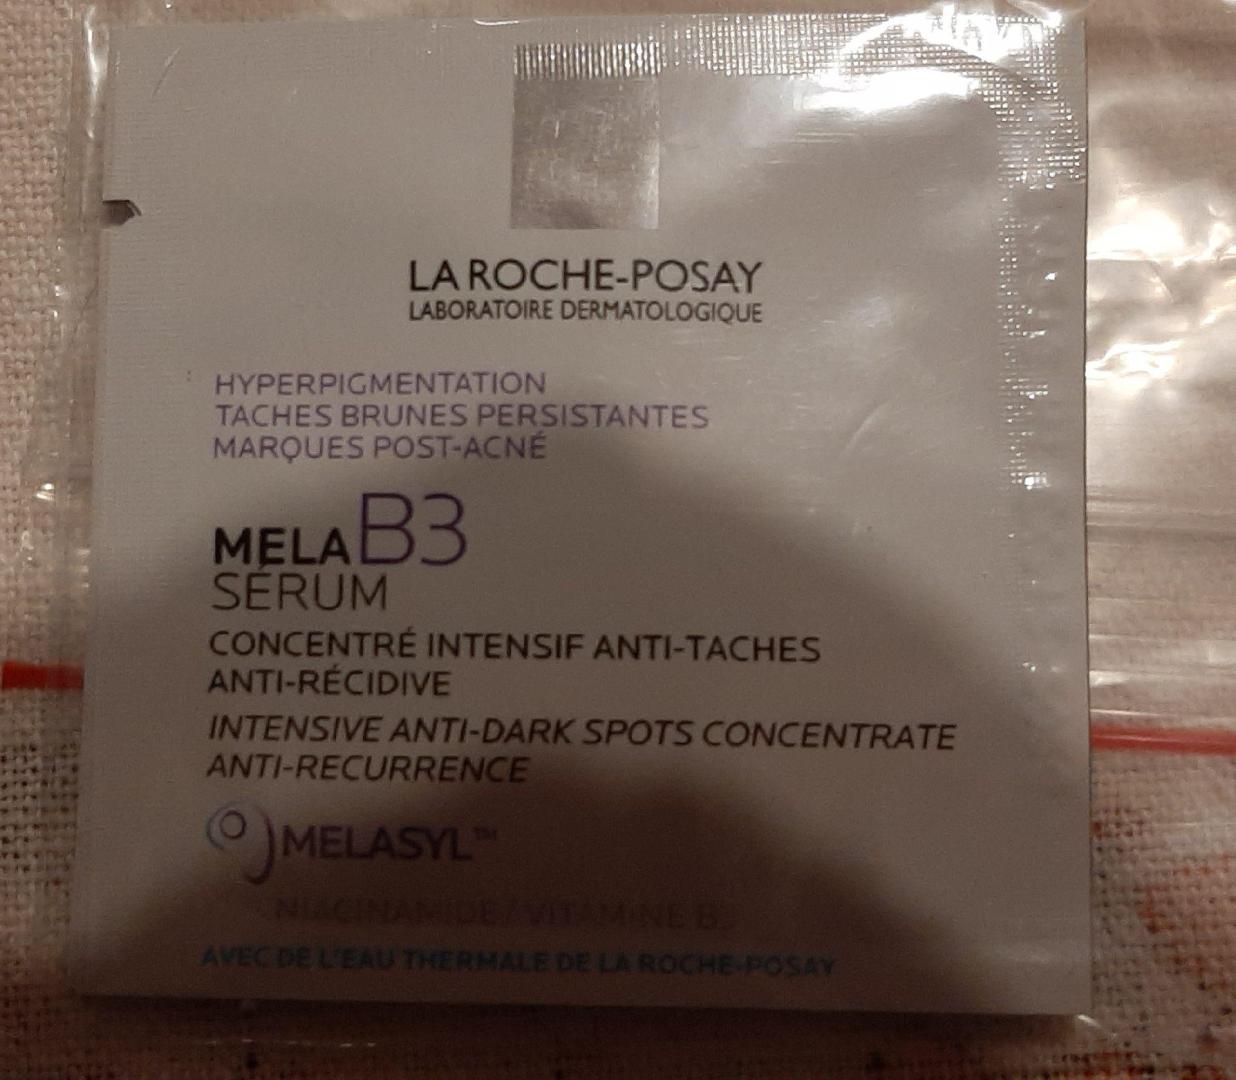 LA ROCHE-POSAY
LABORATOIRE DERMATOLOGIQUE
HYPERPIGMENTATION
TACHES BRUNES PERSISTANTES
MARQUES POST-ACNÉ
MELA B3
SÉRUM
CONCENTRÉ INTENSIF ANTI-TACHES
ANTI-RÉCIDIVE
INTENSIVE ANTI-DARK SPOTS CONCENTRATE
ANTI-RECURRENCE
MELASYL™
NIACINAMIDE / VITAMINE B3
AVEC DE L'EAU THERMALE DE LA ROCHE-POSAY